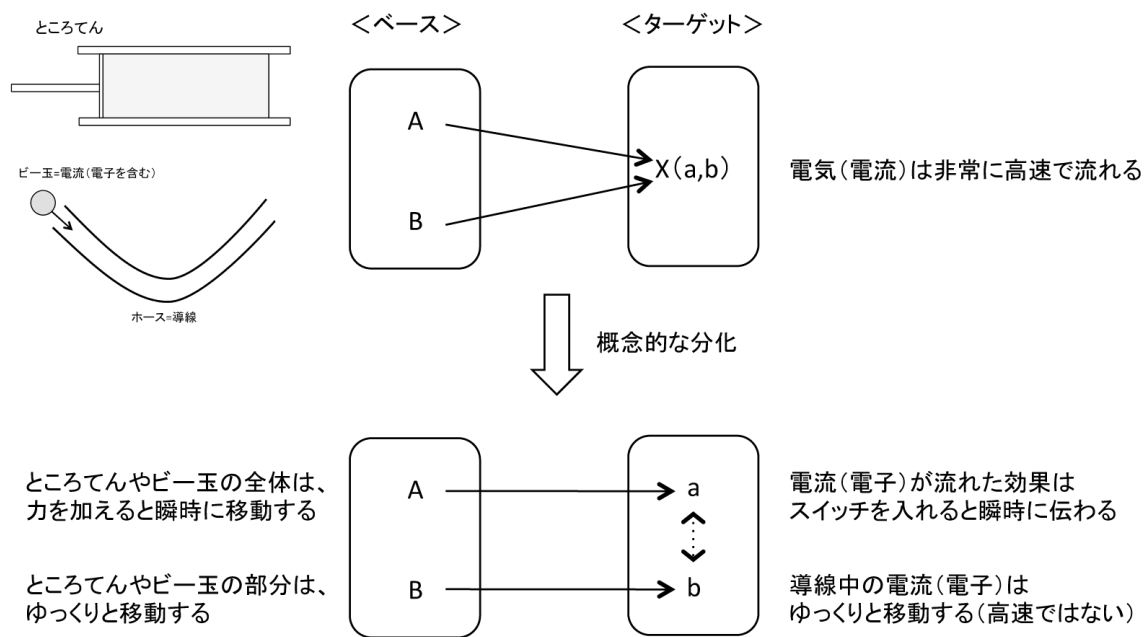 ところてん
<ベース>
<ターゲット>
A
B
X(a,b)
電気(電流)は非常に高速で流れる
ビー玉=電流(電子を含む)
ホース=導線
概念的な分化
ところてんやビー玉の全体は、
力を加えると瞬時に移動する
A
a
電流(電子)が流れた効果は
スイッチを入れると瞬時に伝わる
ところてんやビー玉の部分は、
ゆっくりと移動する
B
b
導線中の電流(電子)は
ゆっくりと移動する(高速ではない)